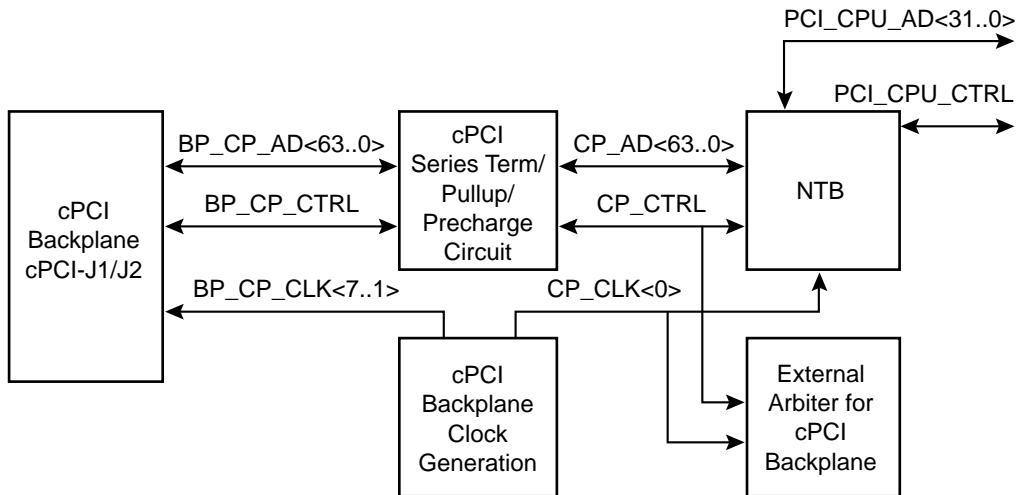 PCI_CPU_AD<31..0>
PCI_CPU_CTRL
cPCI
Backplane
cPCI-J1/J2
BP_CP_AD<63..0>
BP_CP_CTRL
BP_CP_CLK<7..1>
cPCI
Series Term/
Pullup/
Precharge
Circuit
CP_AD<63..0>
CP_CTRL
CP_CLK<0>
NTB
cPCI
Backplane
Clock
Generation
External
Arbiter for
cPCI
Backplane